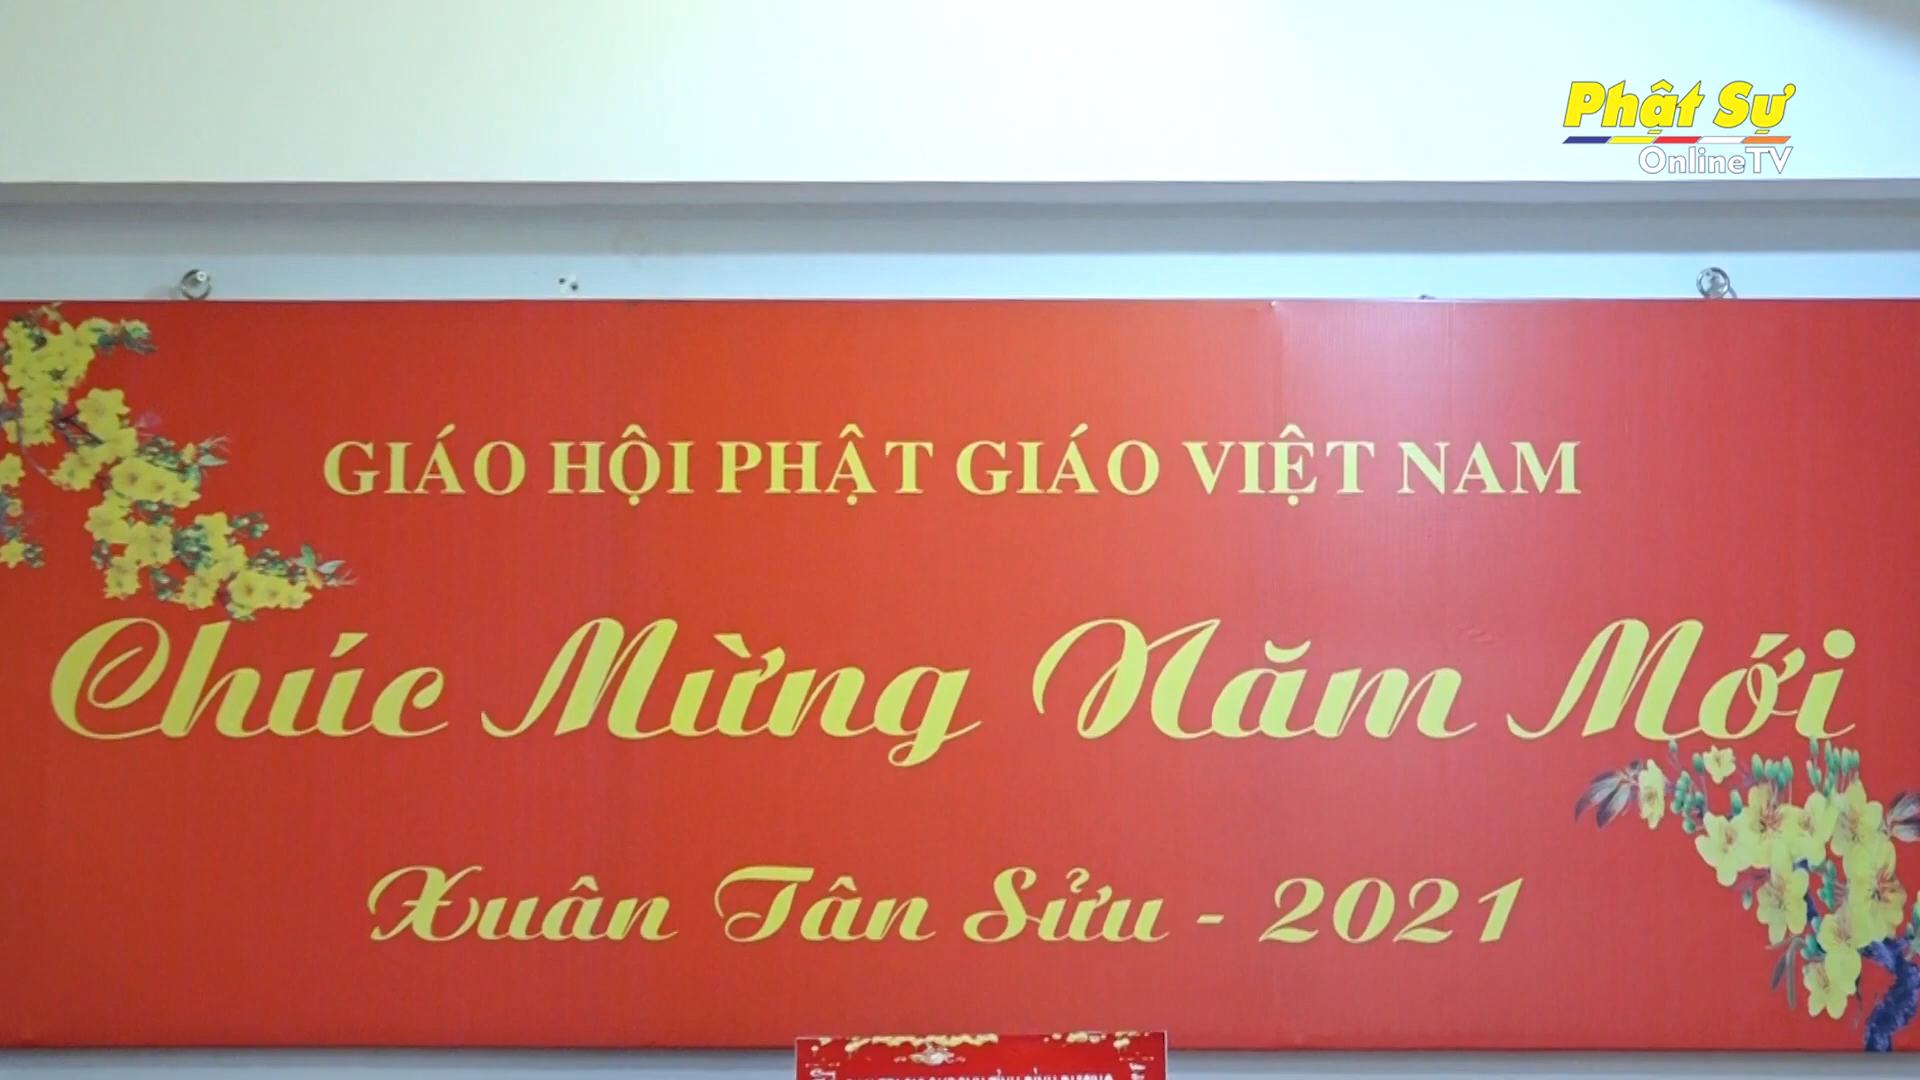 Phật Sự
OnlineTV
GIÁO HỘI PHẬT GIÁO VIỆT NAM
Chúc Mừng Năm Mới
Xuân Tân Sửu - 2021